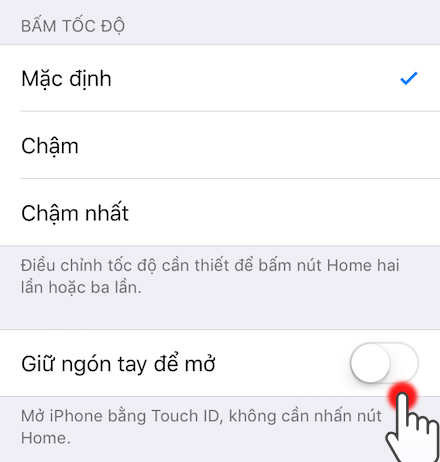 BẤM TỐC ĐỘ
Mặc định
Chậm
Chậm nhất
Điều chỉnh tốc độ cần thiết để bấm nút Home hai
lần hoặc ba lần.
Giữ ngón tay để mở
Mở iPhone bằng Touch ID, không cần nhấn nút
Home.